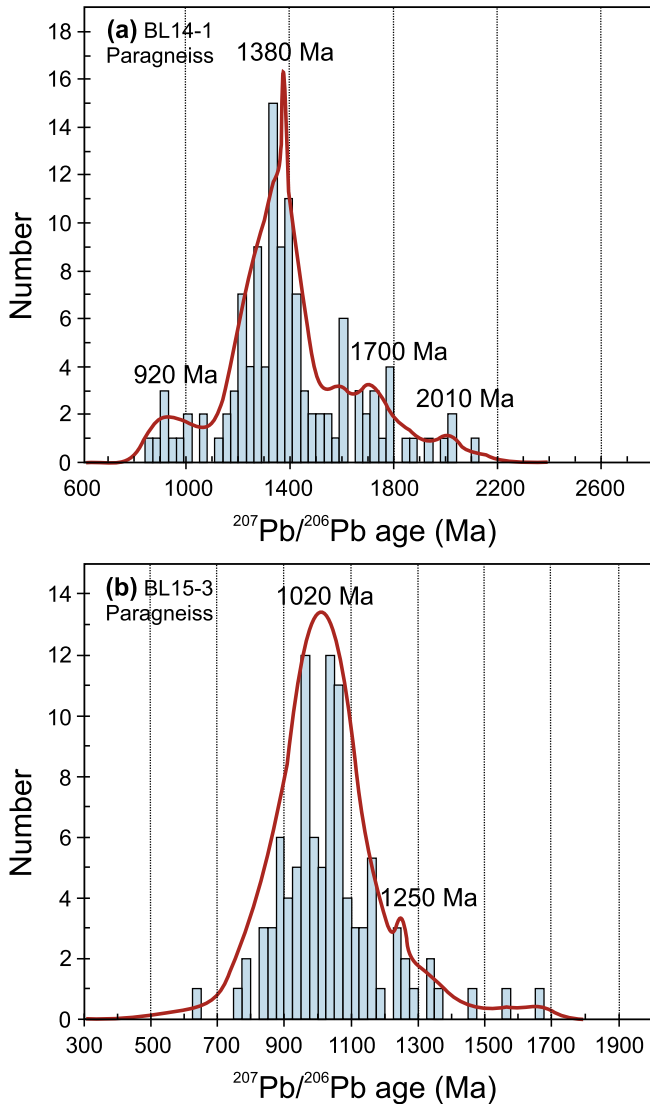 (a) BL14-1
Paragneiss
1380 Ma
920 Ma
1700 Ma
2010 Ma
Number
18
16
14
12
10
8
6
4
2
0
600 1000 1400 1800 2200 2600
²⁰⁷Pb/²⁰⁶Pb age (Ma)
(b) BL15-3
Paragneiss
1020 Ma
1250 Ma
Number
14
12
10
8
6
4
2
0
300 500 700 900 1100 1300 1500 1700 1900
²⁰⁷Pb/²⁰⁶Pb age (Ma)